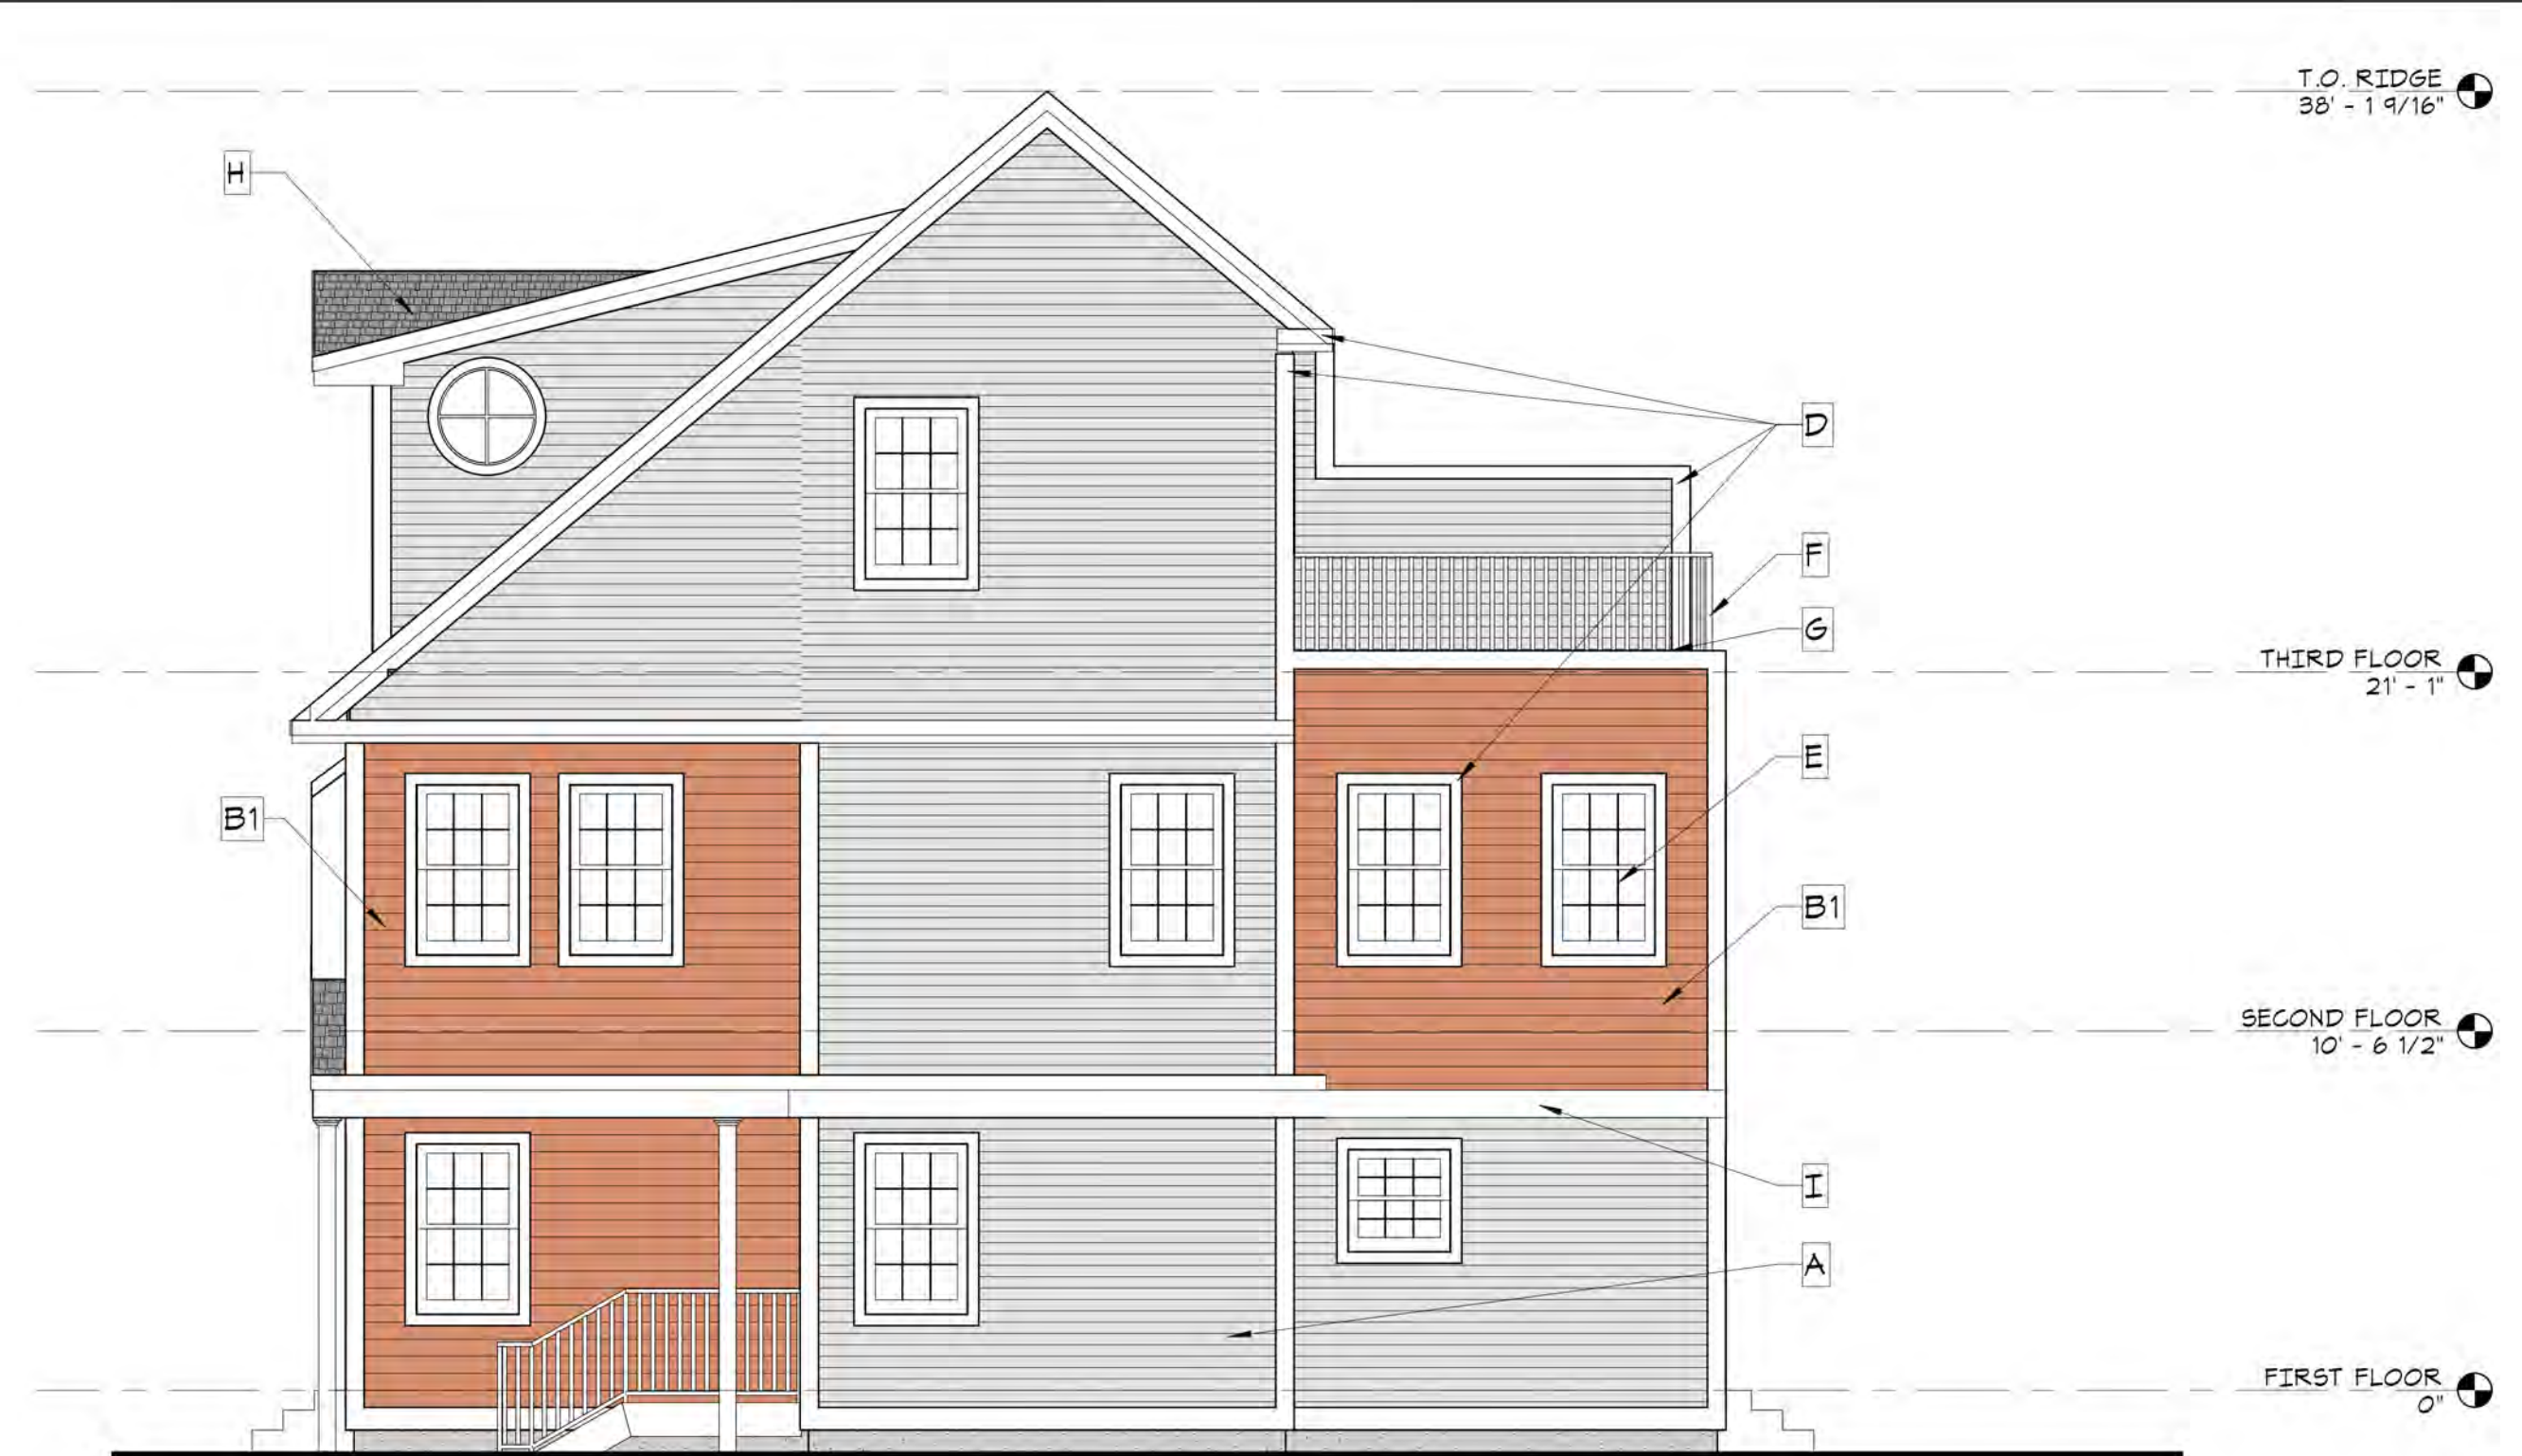 T.O. RIDGE
38' - 1 9/16"
H
D
F
G
THIRD FLOOR
21' - 1"
E
B1
B1
SECOND FLOOR
10' - 6 1/2"
I
A
FIRST FLOOR
0"